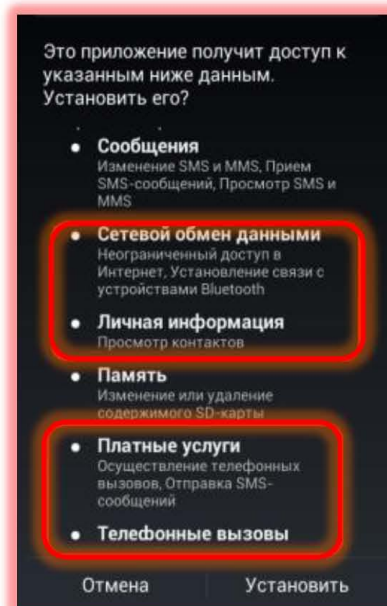 Это приложение получит доступ к
указанным ниже данным.
Установить его?
• Сообщения
Изменение SMS и MMS, Прием
SMS-сообщений, Просмотр SMS и
MMS
• Сетевой обмен данными
Неограниченный доступ в
Интернет, Установление связи с
устройствами Bluetooth
• Личная информация
Просмотр контактов
• Память
Изменение или удаление
содержимого SD-карты
• Платные услуги
Осуществление телефонных
вызовов, Отправка SMS-
сообщений
• Телефонные вызовы
Отмена
Установить